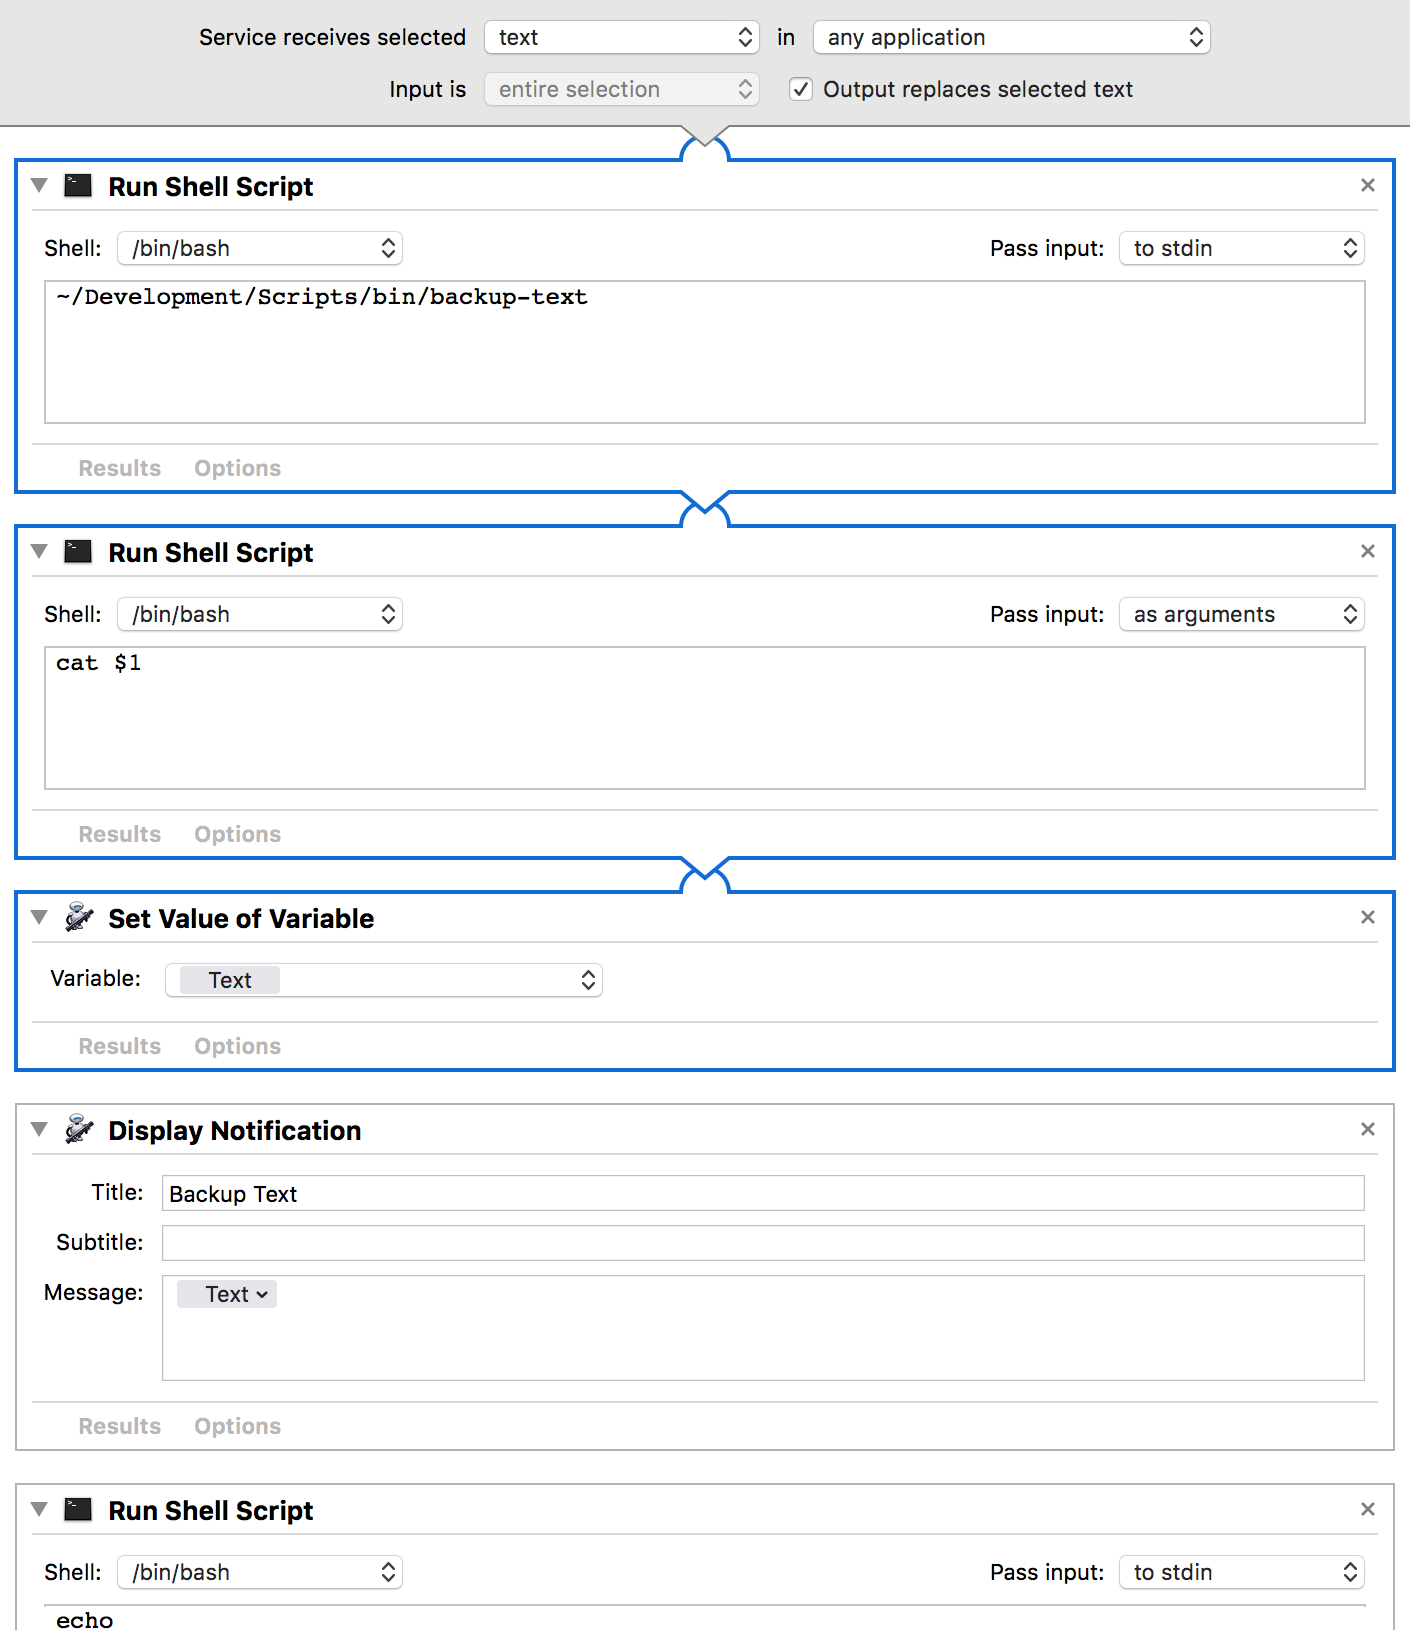 Service receives selected text in any application
Input is entire selection Output replaces selected text
Run Shell Script
Shell: /bin/bash Pass input: to stdin
~/Development/Scripts/bin/backup-text
Results Options
Run Shell Script
Shell: /bin/bash Pass input: as arguments
cat $1
Results Options
Set Value of Variable
Variable: Text
Results Options
Display Notification
Title: Backup Text
Subtitle:
Message: Text
Results Options
Run Shell Script
Shell: /bin/bash Pass input: to stdin
echo